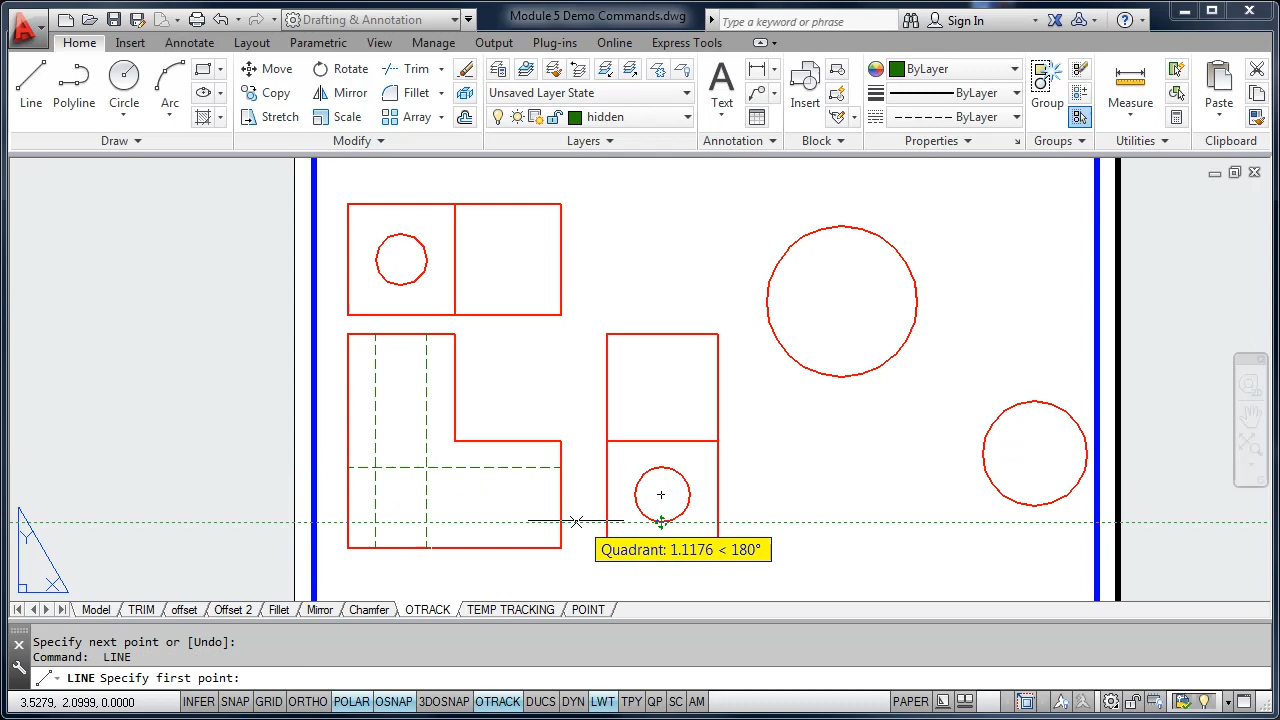 Drafting & Annotation
Module 5 Demo Commands.dwg
Type a keyword or phrase
Sign In
Home Insert Annotate Layout Parametric View Manage Output Plug-ins Online Express Tools
Line Polyline Circle Arc
Move Rotate Trim
Copy Mirror Fillet
Stretch Scale Array
Unsaved Layer State
hidden
Text
Insert
ByLayer
ByLayer
ByLayer
Group
Measure
Paste
Draw Modify Layers Annotation Block Properties Groups Utilities Clipboard
Quadrant: 1.1176 < 180°
Y
X
Model TRIM offset Offset 2 Fillet Mirror Chamfer OTRACK TEMP TRACKING POINT
Specify next point or [Undo]:
Command: LINE
LINE Specify first point:
3.5279, 2.0999, 0.0000 INFER SNAP GRID ORTHO POLAR OSNAP 3DOSNAP OTRACK DUCS DYN LWT TPY QP SC AM PAPER